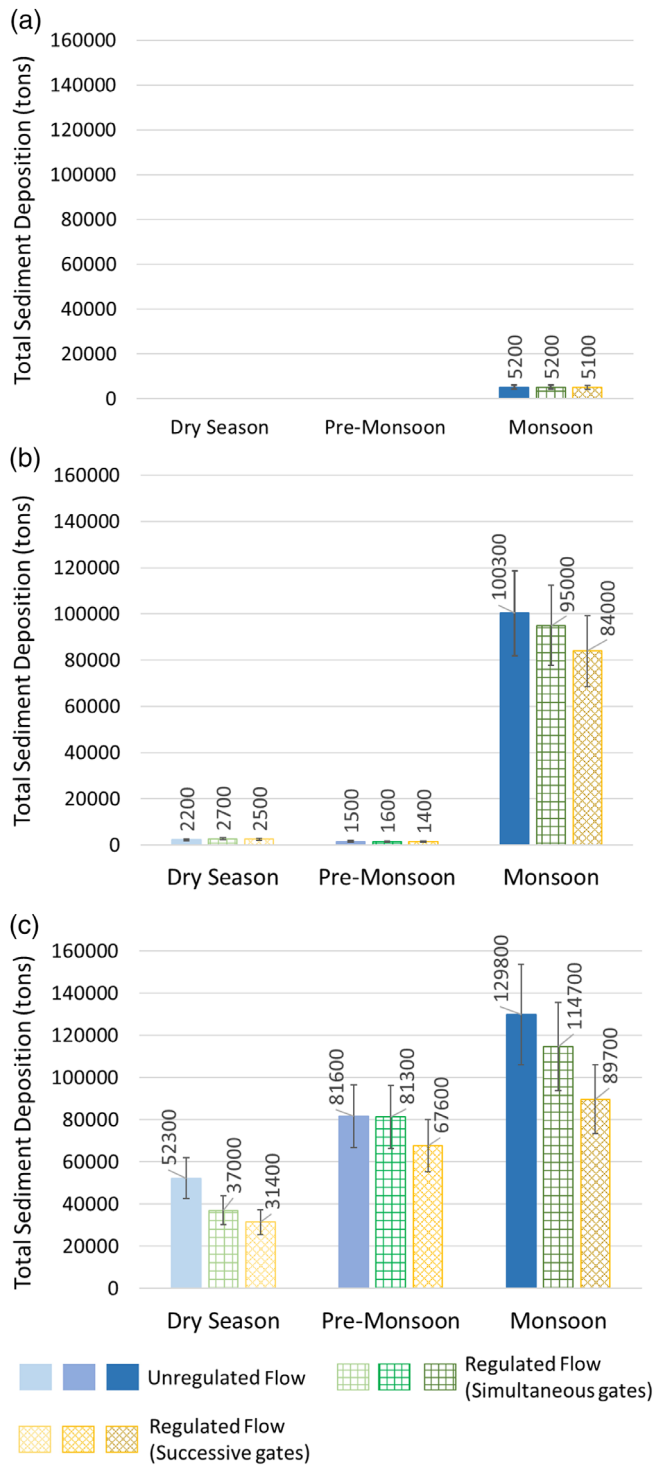 (a)
Total Sediment Deposition (tons)
160000
140000
120000
100000
80000
60000
40000
20000
0
5200
5200
5100
Dry Season
Pre-Monsoon
Monsoon
(b)
Total Sediment Deposition (tons)
160000
140000
120000
100000
80000
60000
40000
20000
0
2200
2700
2500
1500
1600
1400
100300
95000
84000
Dry Season
Pre-Monsoon
Monsoon
(c)
Total Sediment Deposition (tons)
160000
140000
120000
100000
80000
60000
40000
20000
0
52300
37000
31400
81600
81300
67600
129800
114700
89700
Dry Season
Pre-Monsoon
Monsoon
Unregulated Flow
Regulated Flow
(Simultaneous gates)
Regulated Flow
(Successive gates)